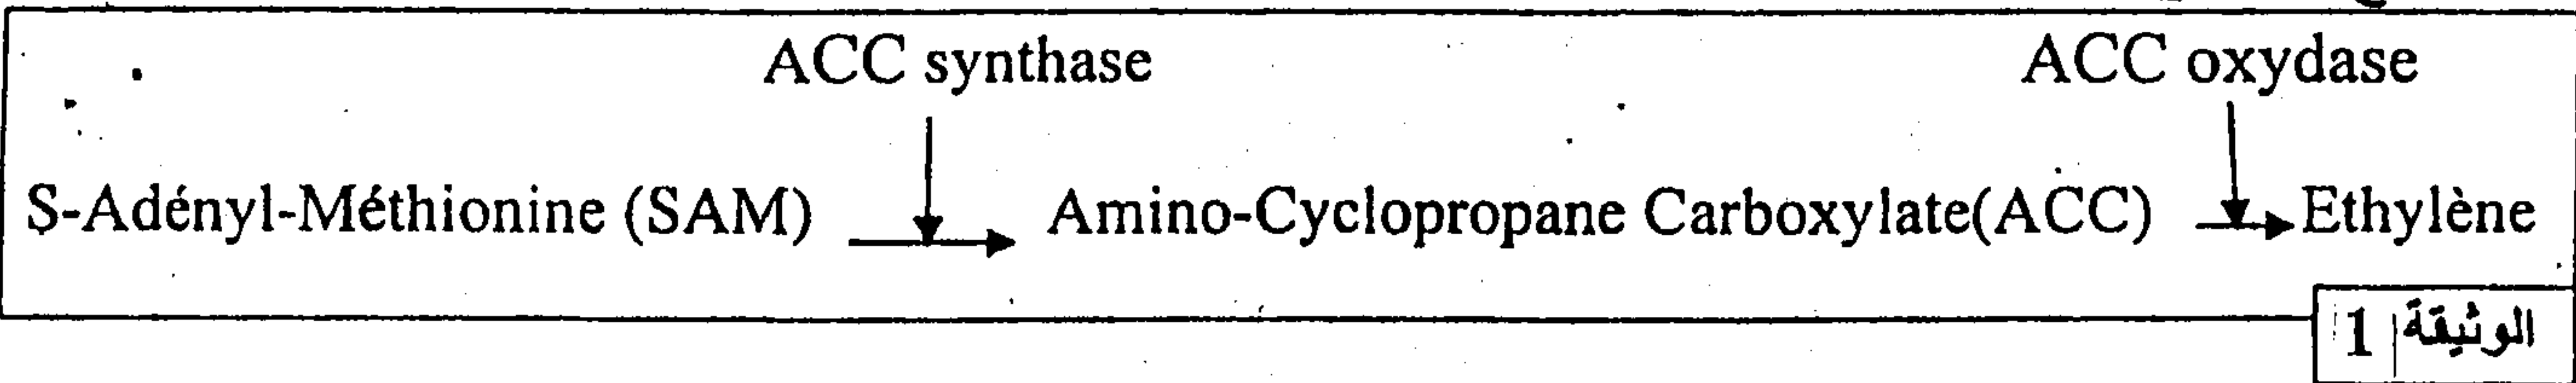 ACC synthase ACC oxydase
S-Adényl-Méthionine (SAM) Amino-Cyclopropane Carboxylate(ACC) Ethylène
الوثيقة 1